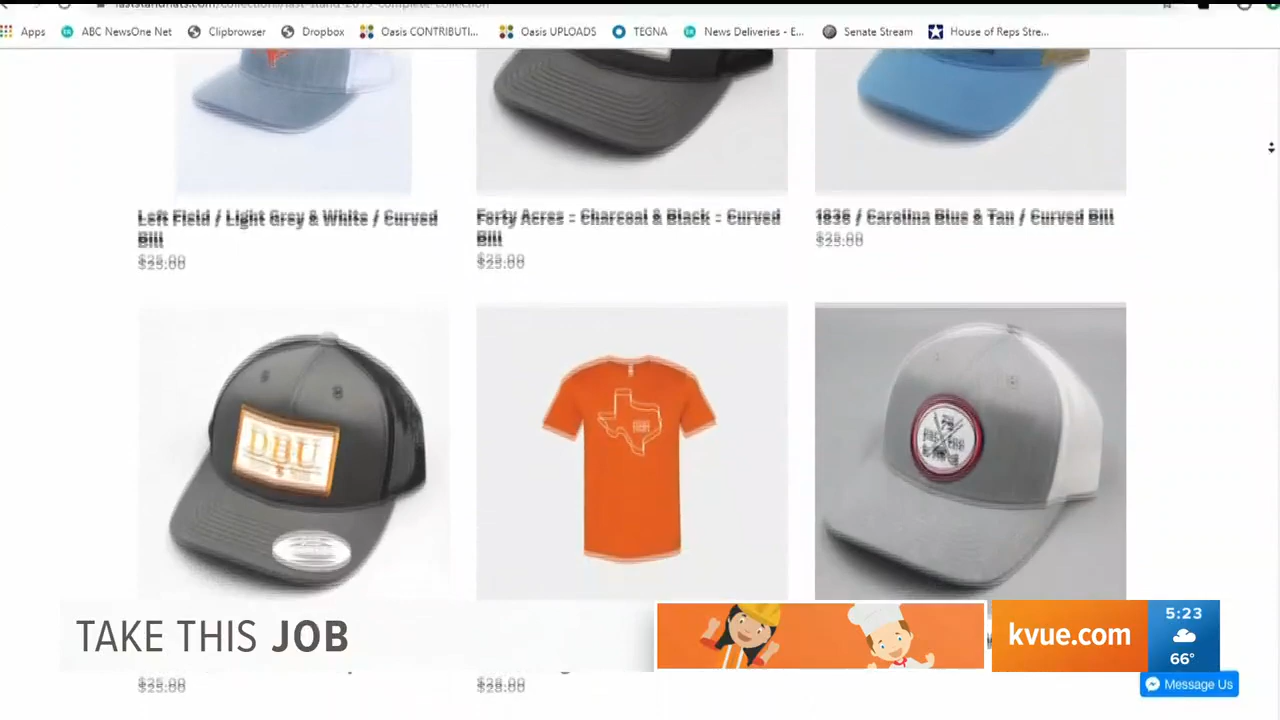 Apps ABC NewsOne Net Clipbrowser Dropbox Oasis CONTRIBUTI... Oasis UPLOADS TEGNA News Deliveries - E... Senate Stream House of Reps Stre...
Left Field / Light Grey & White / Curved
Bill
$25.00
Forty Acres - Charcoal & Black - Curved
Bill
$25.00
1836 / Carolina Blue & Tan / Curved Bill
$25.00
DBU
TAKE THIS JOB
kvue.com
5:23
66°
$25.00
$28.00
Message Us